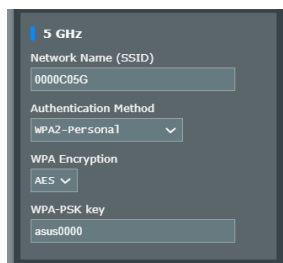 5 GHz
Network Name (SSID)
0000C05G
Authentication Method
WPA2-Personal
WPA Encryption
AES
WPA-PSK key
asus0000